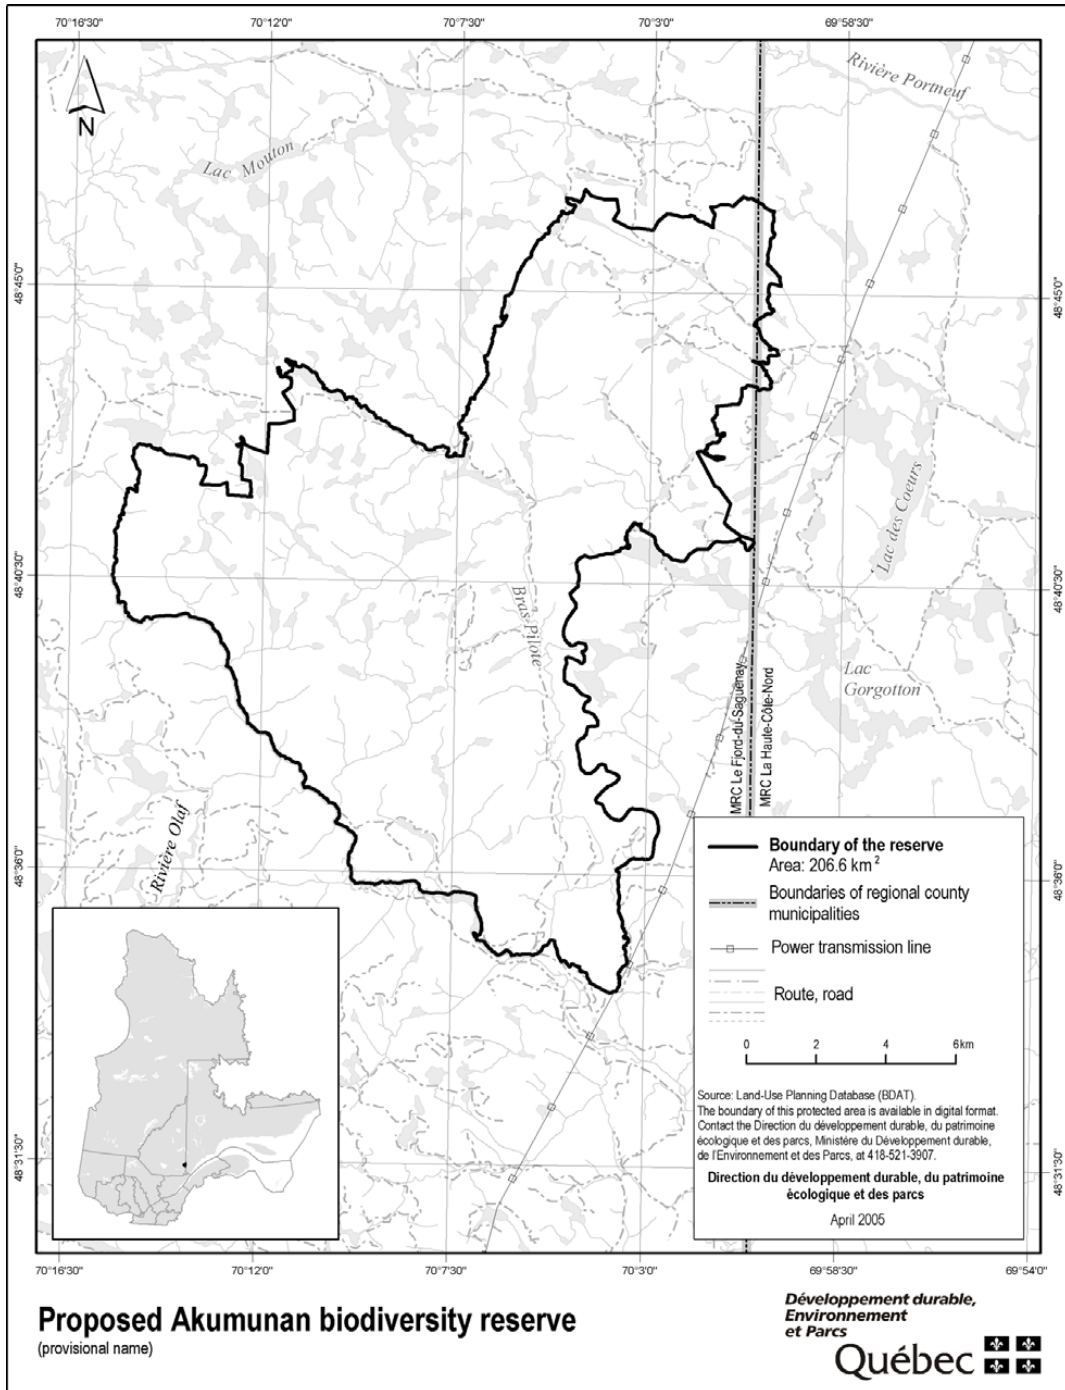 70°16'30"
70°12'0"
70°7'30"
70°3'0"
69°58'30"
N
Rivière Portneuf
Lac Mouton
48°45'0"
48°45'0"
Lac des Coeurs
48°40'30"
48°40'30"
Bras Pilote
Lac
Gorgotton
MRC Le Fjord-du-Saguenay
MRC La Haute-Côte-Nord
Rivière Olaf
48°36'0"
48°36'0"
Boundary of the reserve
Area: 206.6 km²
Boundaries of regional county
municipalities
Power transmission line
Route, road
0 2 4 6km
Source: Land-Use Planning Database (BDAT).
The boundary of this protected area is available in digital format.
Contact the Direction du développement durable, du patrimoine
écologique et des parcs, Ministère du Développement durable,
de l'Environnement et des Parcs, at 418-521-3907.
Direction du développement durable, du patrimoine
écologique et des parcs
April 2005
48°31'30"
48°31'30"
70°16'30"
70°12'0"
70°7'30"
70°3'0"
69°58'30"
69°54'0"
Proposed Akumunan biodiversity reserve
(provisional name)
Développement durable,
Environnement
et Parcs
Québec